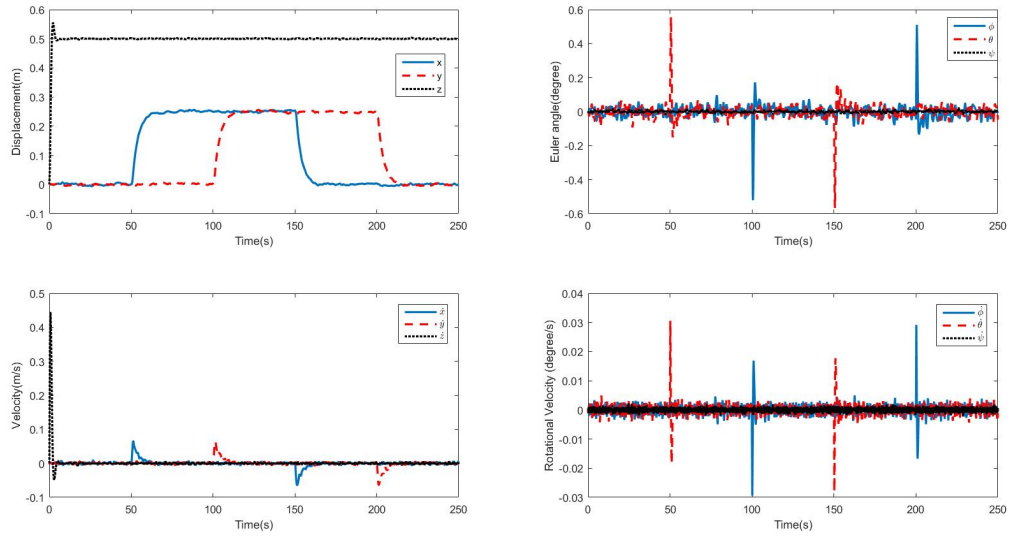 0.6
0.5
0.4
0.3
0.2
0.1
0
-0.1
Displacement(m)
x
y
z
0 50 100 150 200 250
Time(s)
0.6
0.4
0.2
0
-0.2
-0.4
-0.6
Euler angle(degree)
ϕ
θ
ψ
0 50 100 150 200 250
Time(s)
0.5
0.4
0.3
0.2
0.1
0
-0.1
Velocity(m/s)
ẋ
ẏ
ż
0 50 100 150 200 250
Time(s)
0.04
0.03
0.02
0.01
0
-0.01
-0.02
-0.03
Rotational Velocity (degree/s)
ϕ̇
θ̇
ψ̇
0 50 100 150 200 250
Time(s)